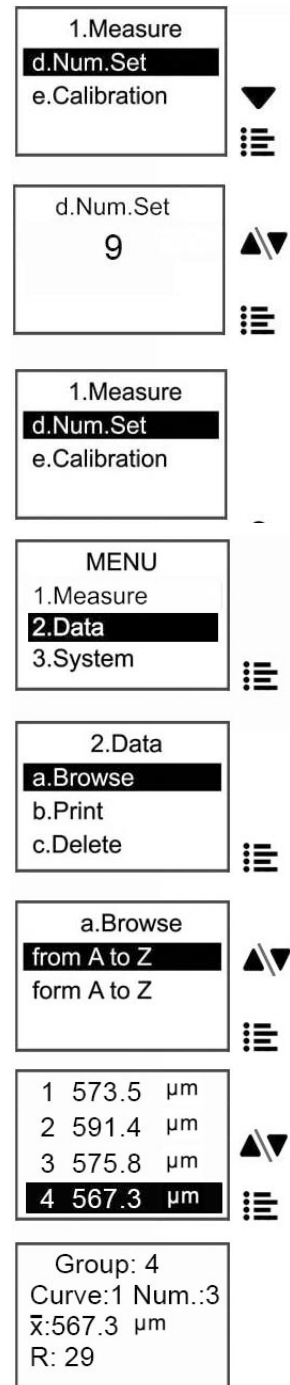 1.Measure
d.Num.Set
e.Calibration
d.Num.Set
9
1.Measure
d.Num.Set
e.Calibration
MENU
1.Measure
2.Data
3.System
2.Data
a.Browse
b.Print
c.Delete
a.Browse
from A to Z
form A to Z
1 573.5 µm
2 591.4 µm
3 575.8 µm
4 567.3 µm
Group: 4
Curve:1 Num.:3
x̄:567.3 µm
R: 29